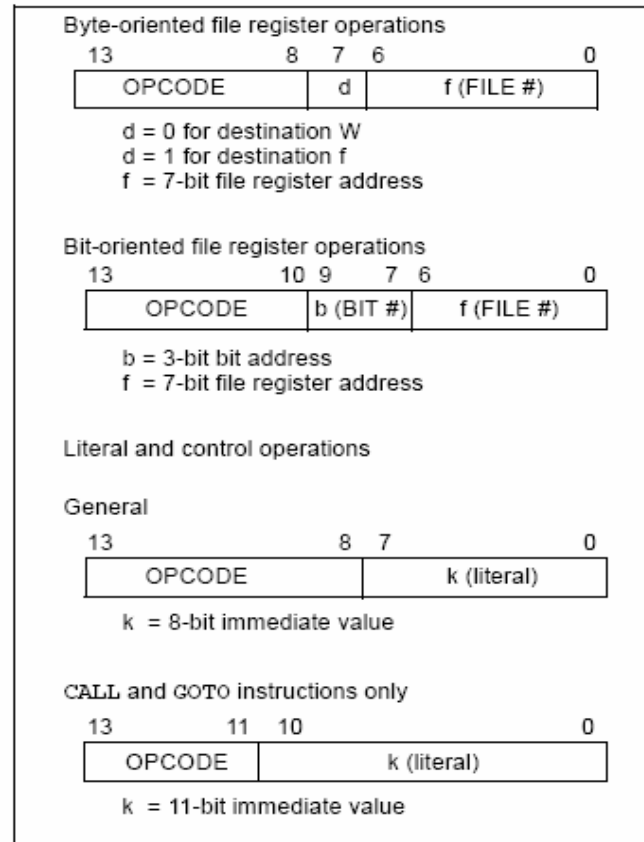 Byte-oriented file register operations
13 8 7 6 0
OPCODE d f (FILE #)
d = 0 for destination W
d = 1 for destination f
f = 7-bit file register address
Bit-oriented file register operations
13 10 9 7 6 0
OPCODE b (BIT #) f (FILE #)
b = 3-bit bit address
f = 7-bit file register address
Literal and control operations
General
13 8 7 0
OPCODE k (literal)
k = 8-bit immediate value
CALL and GOTO instructions only
13 11 10 0
OPCODE k (literal)
k = 11-bit immediate value